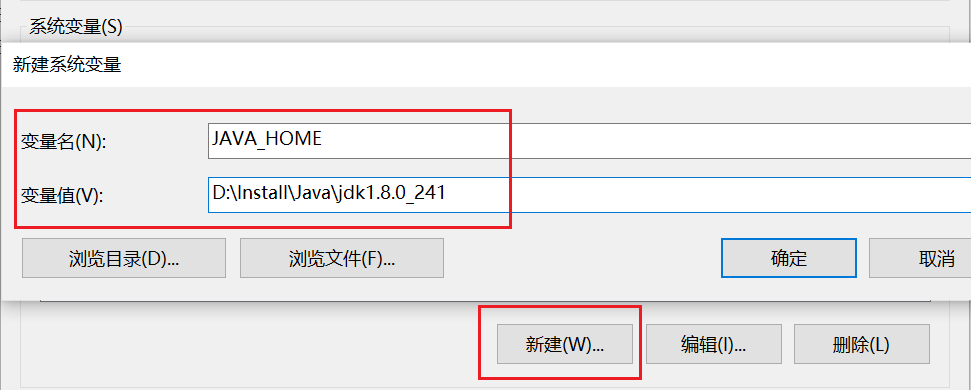 系统变量(S)
新建系统变量
变量名(N):
JAVA_HOME
变量值(V):
D:\Install\Java\jdk1.8.0_241
浏览目录(D)...
浏览文件(F)...
确定
取消
新建(W)...
编辑(I)...
删除(L)